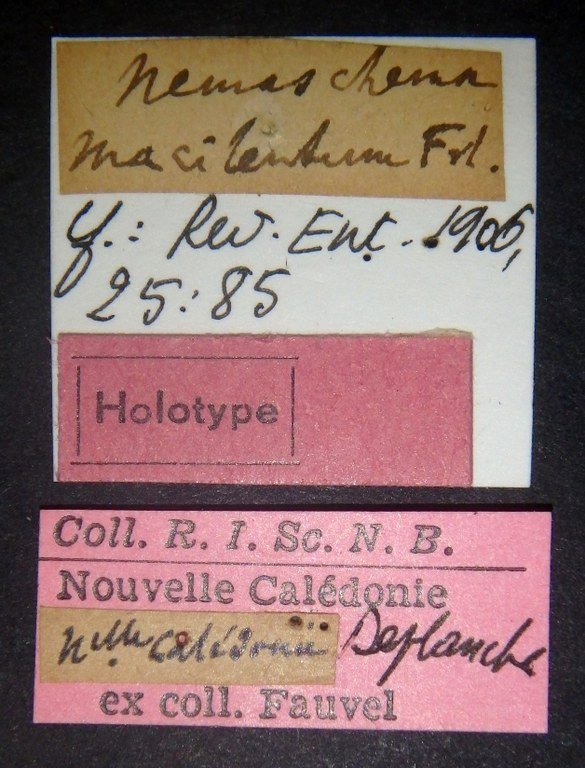 Nemaschema
macilentum Fvl.
cf.: Rev. Ent. 1906,
25: 85
Holotype
Coll. R. I. Sc. N. B.
Nouvelle Calédonie
Nlle Calédonie Deplanche
ex coll. Fauvel